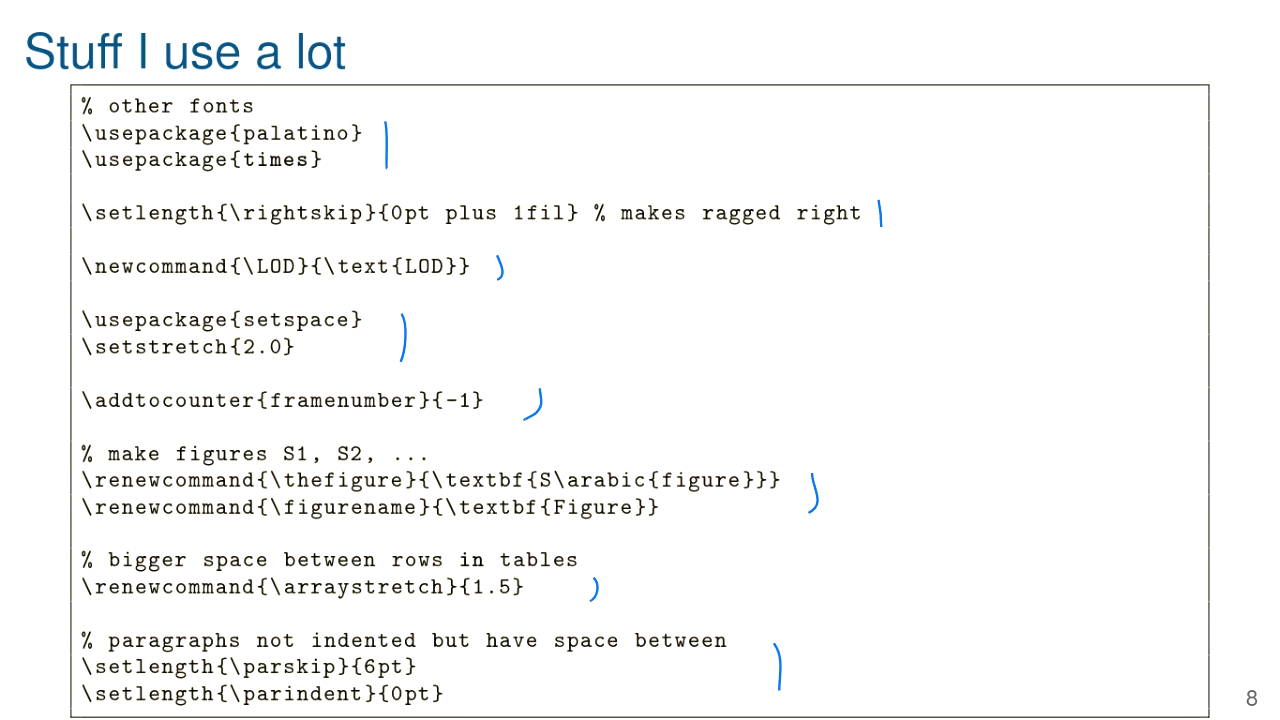 Stuff I use a lot
% other fonts
\usepackage{palatino}
\usepackage{times}
\setlength{\rightskip}{0pt plus 1fil} % makes ragged right
\newcommand{\LOD}{\text{LOD}}
\usepackage{setspace}
\setstretch{2.0}
\addtocounter{framenumber}{-1}
% make figures S1, S2, ...
\renewcommand{\thefigure}{\textbf{S\arabic{figure}}}
\renewcommand{\figurename}{\textbf{Figure}}
% bigger space between rows in tables
\renewcommand{\arraystretch}{1.5}
% paragraphs not indented but have space between
\setlength{\parskip}{6pt}
\setlength{\parindent}{0pt}
8